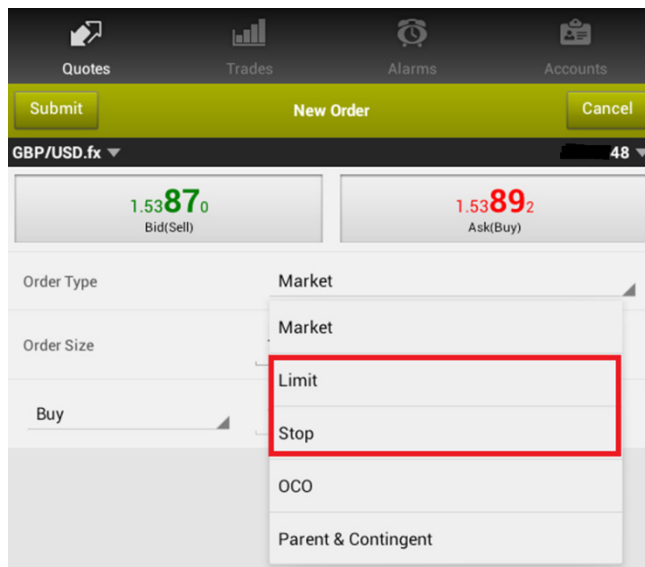 Quotes Trades Alarms Accounts
Submit New Order Cancel
GBP/USD.fx 48
1.53870 1.53892
Bid(Sell) Ask(Buy)
Order Type Market
Market
Order Size
Limit
Buy
Stop
OCO
Parent & Contingent